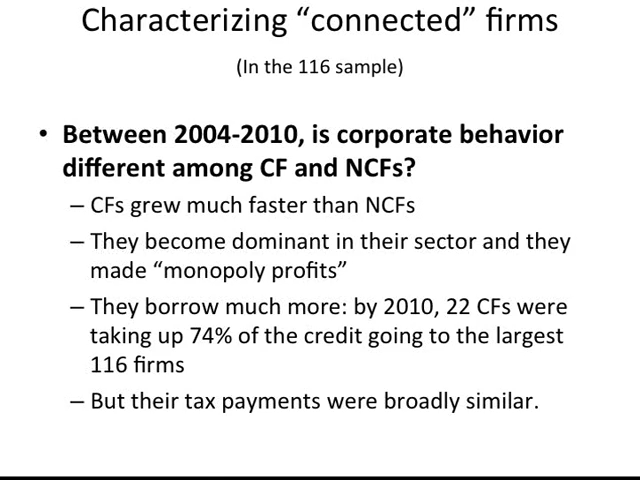 Characterizing “connected” firms
(In the 116 sample)
• Between 2004-2010, is corporate behavior
different among CF and NCFs?
– CFs grew much faster than NCFs
– They become dominant in their sector and they
made “monopoly profits”
– They borrow much more: by 2010, 22 CFs were
taking up 74% of the credit going to the largest
116 firms
– But their tax payments were broadly similar.